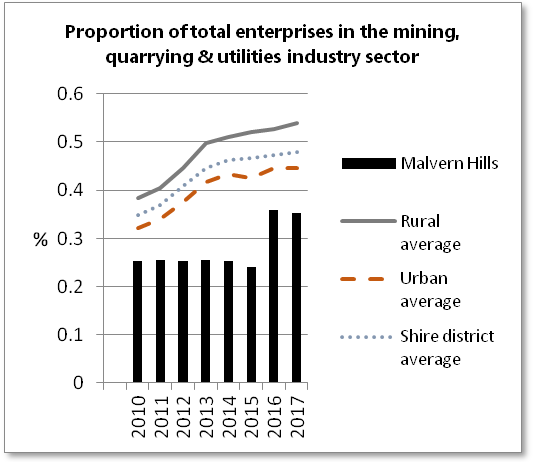 Proportion of total enterprises in the mining,
quarrying & utilities industry sector
0.6
0.5
0.4
0.3
0.2
0.1
0
%
2010
2011
2012
2013
2014
2015
2016
2017
Malvern Hills
Rural
average
Urban
average
Shire district
average